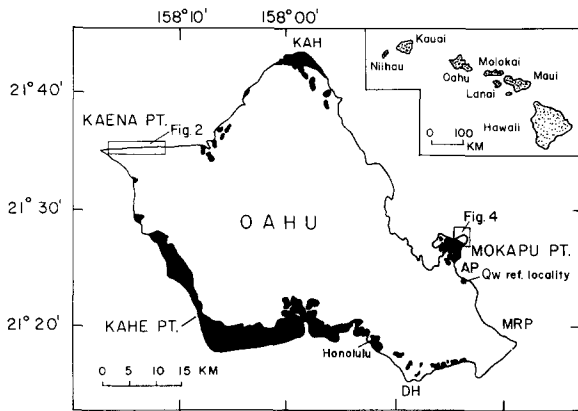 158° 10'
158° 00'
KAH
Kauai
Niihau
Oahu
Molokai
Lanai
Maui
Hawaii
0 100
KM
21° 40'
KAENA PT.
Fig. 2
21° 30'
OAHU
Fig. 4
MOKAPU PT.
AP
Qw ref. locality
21° 20'
KAHE PT.
MRP
Honolulu
0 5 10 15 KM
DH